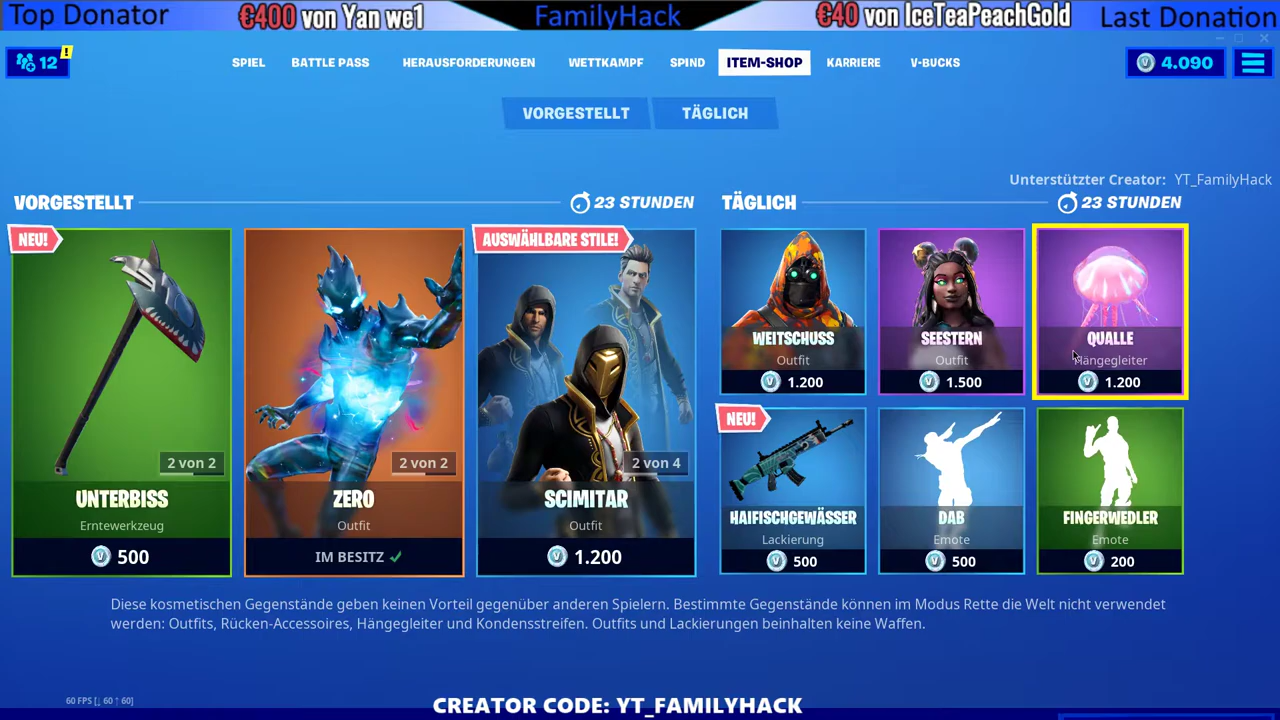 Top Donator
€400 von Yan we1
FamilyHack
€40 von IceTeaPeachGold
Last Donation
12
!
SPIEL
BATTLE PASS
HERAUSFORDERUNGEN
WETTKAMPF
SPIND
ITEM-SHOP
KARRIERE
V-BUCKS
4.090
VORGESTELLT
TÄGLICH
Unterstützter Creator: YT_FamilyHack
VORGESTELLT
23 STUNDEN
NEU!
2 von 2
UNTERBISS
Erntewerkzeug
500
2 von 2
ZERO
Outfit
IM BESITZ
AUSWÄHLBARE STILE!
2 von 4
SCIMITAR
Outfit
1.200
TÄGLICH
23 STUNDEN
WEITSCHUSS
Outfit
1.200
SEESTERN
Outfit
1.500
QUALLE
Hängegleiter
1.200
NEU!
HAIFISCHGEWÄSSER
Lackierung
500
DAB
Emote
500
FINGERWEDLER
Emote
200
Diese kosmetischen Gegenstände geben keinen Vorteil gegenüber anderen Spielern. Bestimmte Gegenstände können im Modus Rette die Welt nicht verwendet
werden: Outfits, Rücken-Accessoires, Hängegleiter und Kondensstreifen. Outfits und Lackierungen beinhalten keine Waffen.
60 FPS [↓ 60 ↑ 60]
CREATOR CODE: YT_FAMILYHACK